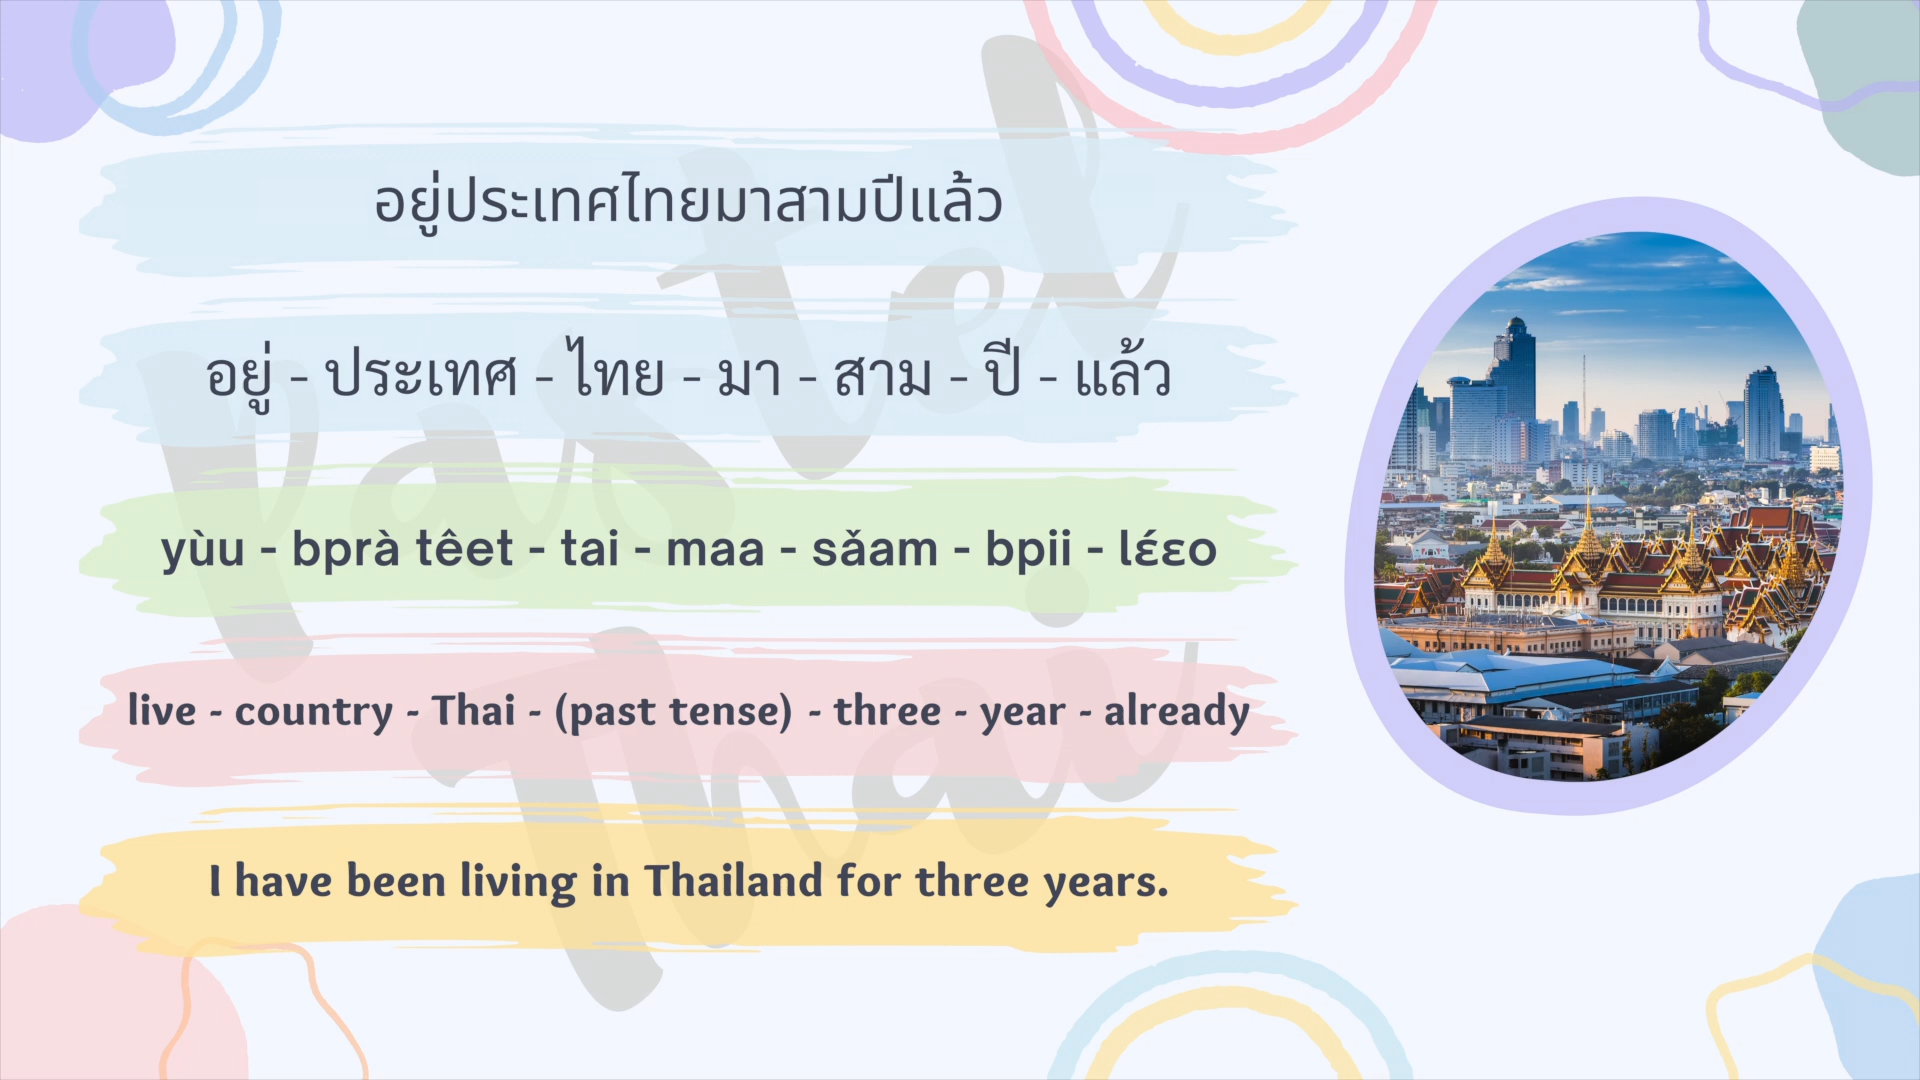 อยู่ประเทศไทยมาสามปีแล้ว
อยู่ - ประเทศ - ไทย - มา - สาม - ปี - แล้ว
yùu - bprà têet - tai - maa - sǎam - bpii - lɛ́ɛo
live - country - Thai - (past tense) - three - year - already
I have been living in Thailand for three years.
Pastel
Thai